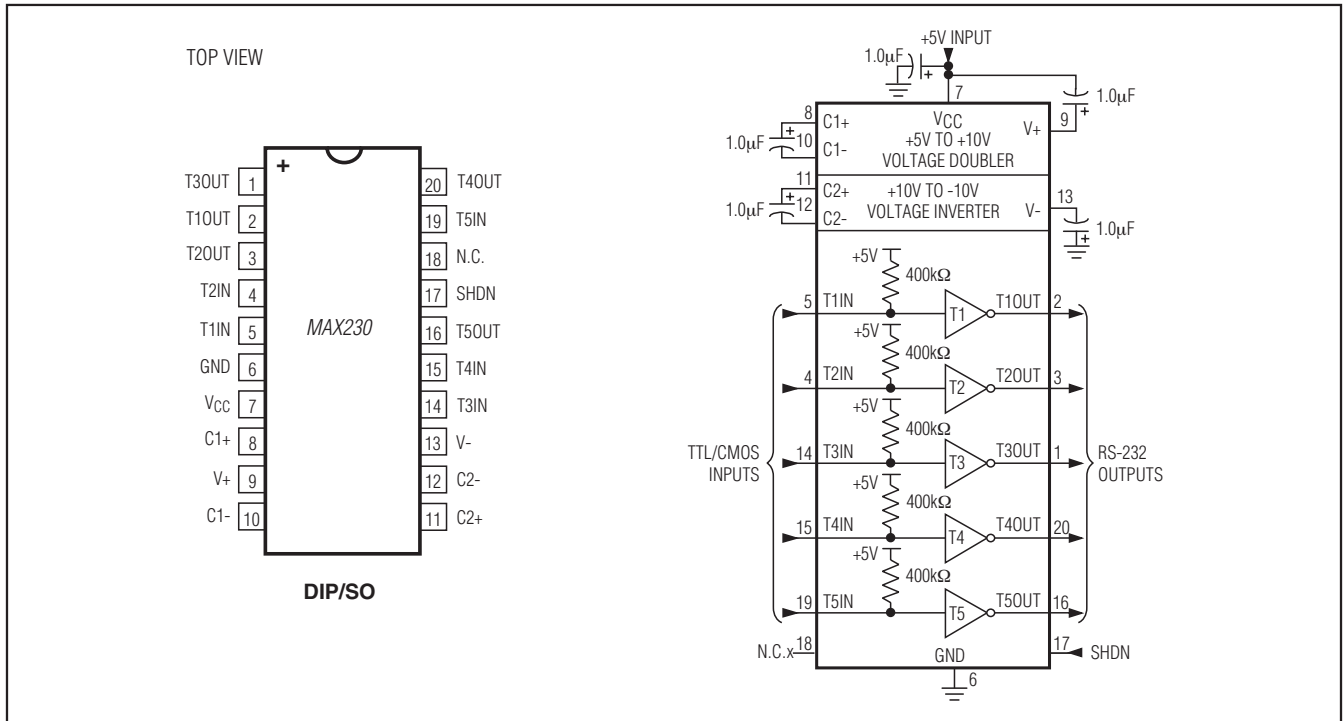 TOP VIEW
+
T3OUT 1
T1OUT 2
T2OUT 3
T2IN 4
T1IN 5
GND 6
VCC 7
C1+ 8
V+ 9
C1- 10
MAX230
20 T4OUT
19 T5IN
18 N.C.
17 SHDN
16 T5OUT
15 T4IN
14 T3IN
13 V-
12 C2-
11 C2+
DIP/SO
+5V INPUT
1.0μF
+
7
1.0μF
+
8 C1+
1.0μF + 10 C1-
VCC
+5V TO +10V
VOLTAGE DOUBLER
V+ 9
11 C2+
1.0μF + 12 C2-
+10V TO -10V
VOLTAGE INVERTER
V- 13
1.0μF
+
+5V
400kΩ
5 T1IN T1 T1OUT 2
+5V
400kΩ
4 T2IN T2 T2OUT 3
+5V
400kΩ
14 T3IN T3 T3OUT 1
+5V
400kΩ
15 T4IN T4 T4OUT 20
+5V
400kΩ
19 T5IN T5 T5OUT 16
TTL/CMOS
INPUTS
RS-232
OUTPUTS
N.C.x 18
GND
17 SHDN
6